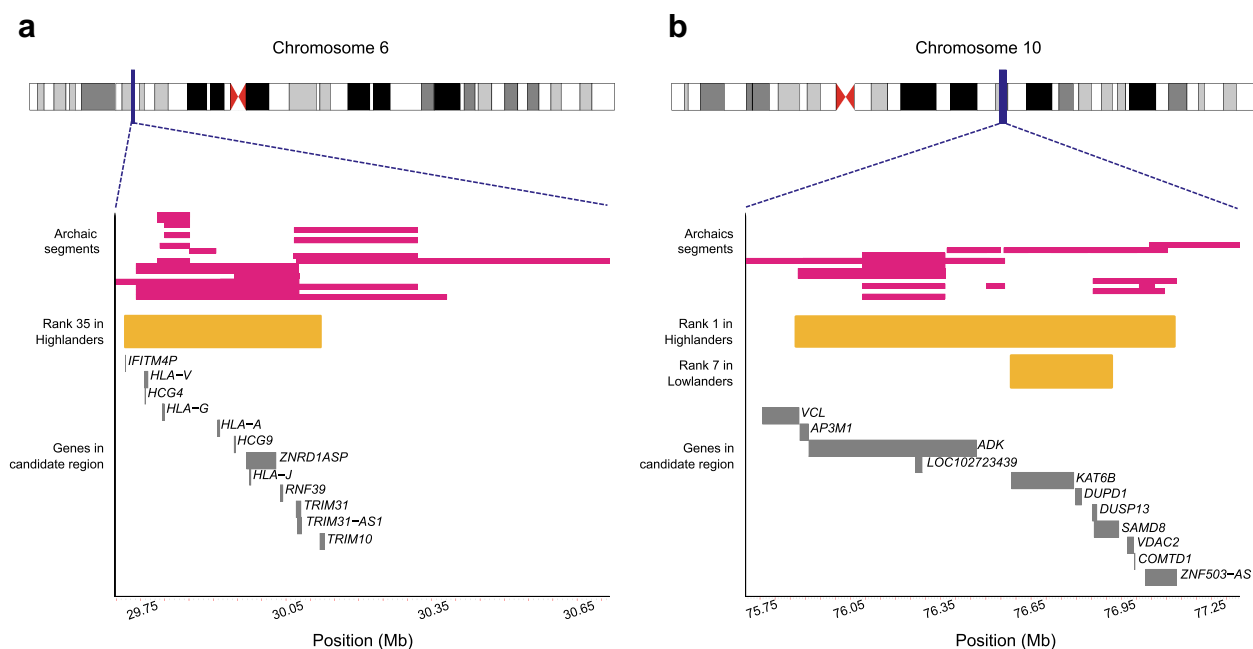 a
Chromosome 6
Archaic
segments
Rank 35 in
Highlanders
IFITM4P
HLA−V
HCG4
HLA−G
HLA−A
HCG9
Genes in
candidate region
ZNRD1ASP
HLA−J
RNF39
TRIM31
TRIM31−AS1
TRIM10
29.75 30.05 30.35 30.65
Position (Mb)
b
Chromosome 10
Archaics
segments
Rank 1 in
Highlanders
Rank 7 in
Lowlanders
VCL
AP3M1
Genes in
candidate region
ADK
LOC102723439
KAT6B
DUPD1
DUSP13
SAMD8
VDAC2
COMTD1
ZNF503−AS
75.75 76.05 76.35 76.65 76.95 77.25
Position (Mb)